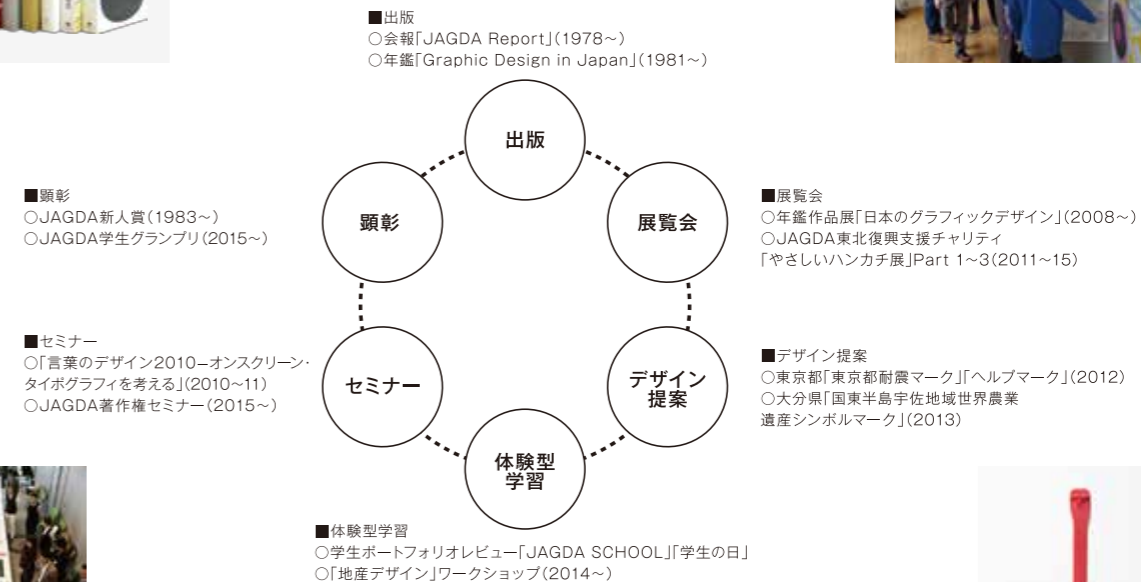 ■出版
○会報「JAGDA Report」(1978〜)
○年鑑「Graphic Design in Japan」(1981〜)
出版
■顕彰
○JAGDA新人賞(1983〜)
○JAGDA学生グランプリ(2015〜)
顕彰
展覧会
■展覧会
○年鑑作品展「日本のグラフィックデザイン」(2008〜)
○JAGDA東北復興支援チャリティ
「やさしいハンカチ展」Part 1〜3(2011〜15)
■セミナー
○「言葉のデザイン2010−オンスクリーン・
タイポグラフィを考える」(2010〜11)
○JAGDA著作権セミナー(2015〜)
セミナー
デザイン
提案
■デザイン提案
○東京都「東京都耐震マーク」「ヘルプマーク」(2012)
○大分県「国東半島宇佐地域世界農業
遺産シンボルマーク」(2013)
体験型
学習
■体験型学習
○学生ポートフォリオレビュー「JAGDA SCHOOL」「学生の日」
○「地産デザイン」ワークショップ(2014〜)